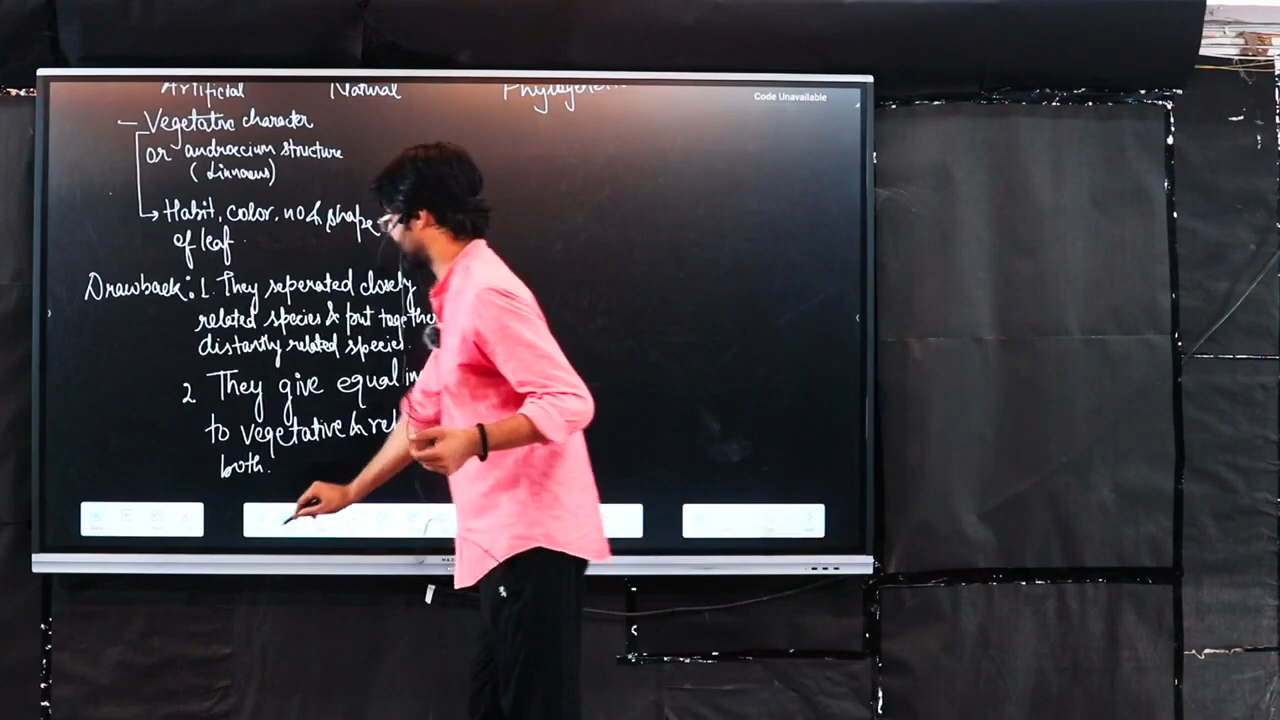 Artificial Natural
Code Unavailable
– Vegetative character
or androecium structure
( Linnaeus)
→ Habit, color, no & shape
of leaf.
Drawback: 1. They seperated closely
related species & put together
distantly related species.
2 They give equal
to vegetative &
both.